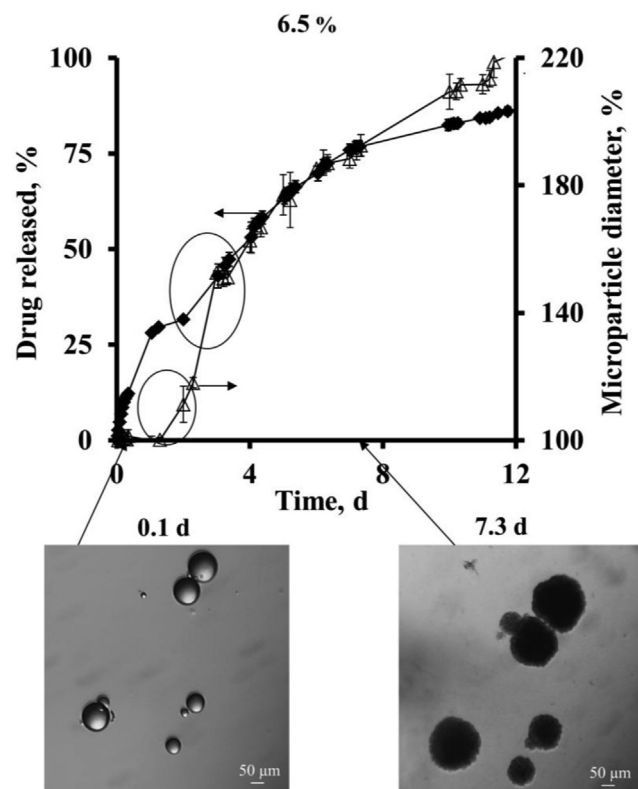 6.5 %
100
75
50
25
0
Drug released, %
220
180
140
100
Microparticle diameter, %
0
4
8
12
Time, d
0.1 d
7.3 d
50 µm
50 µm